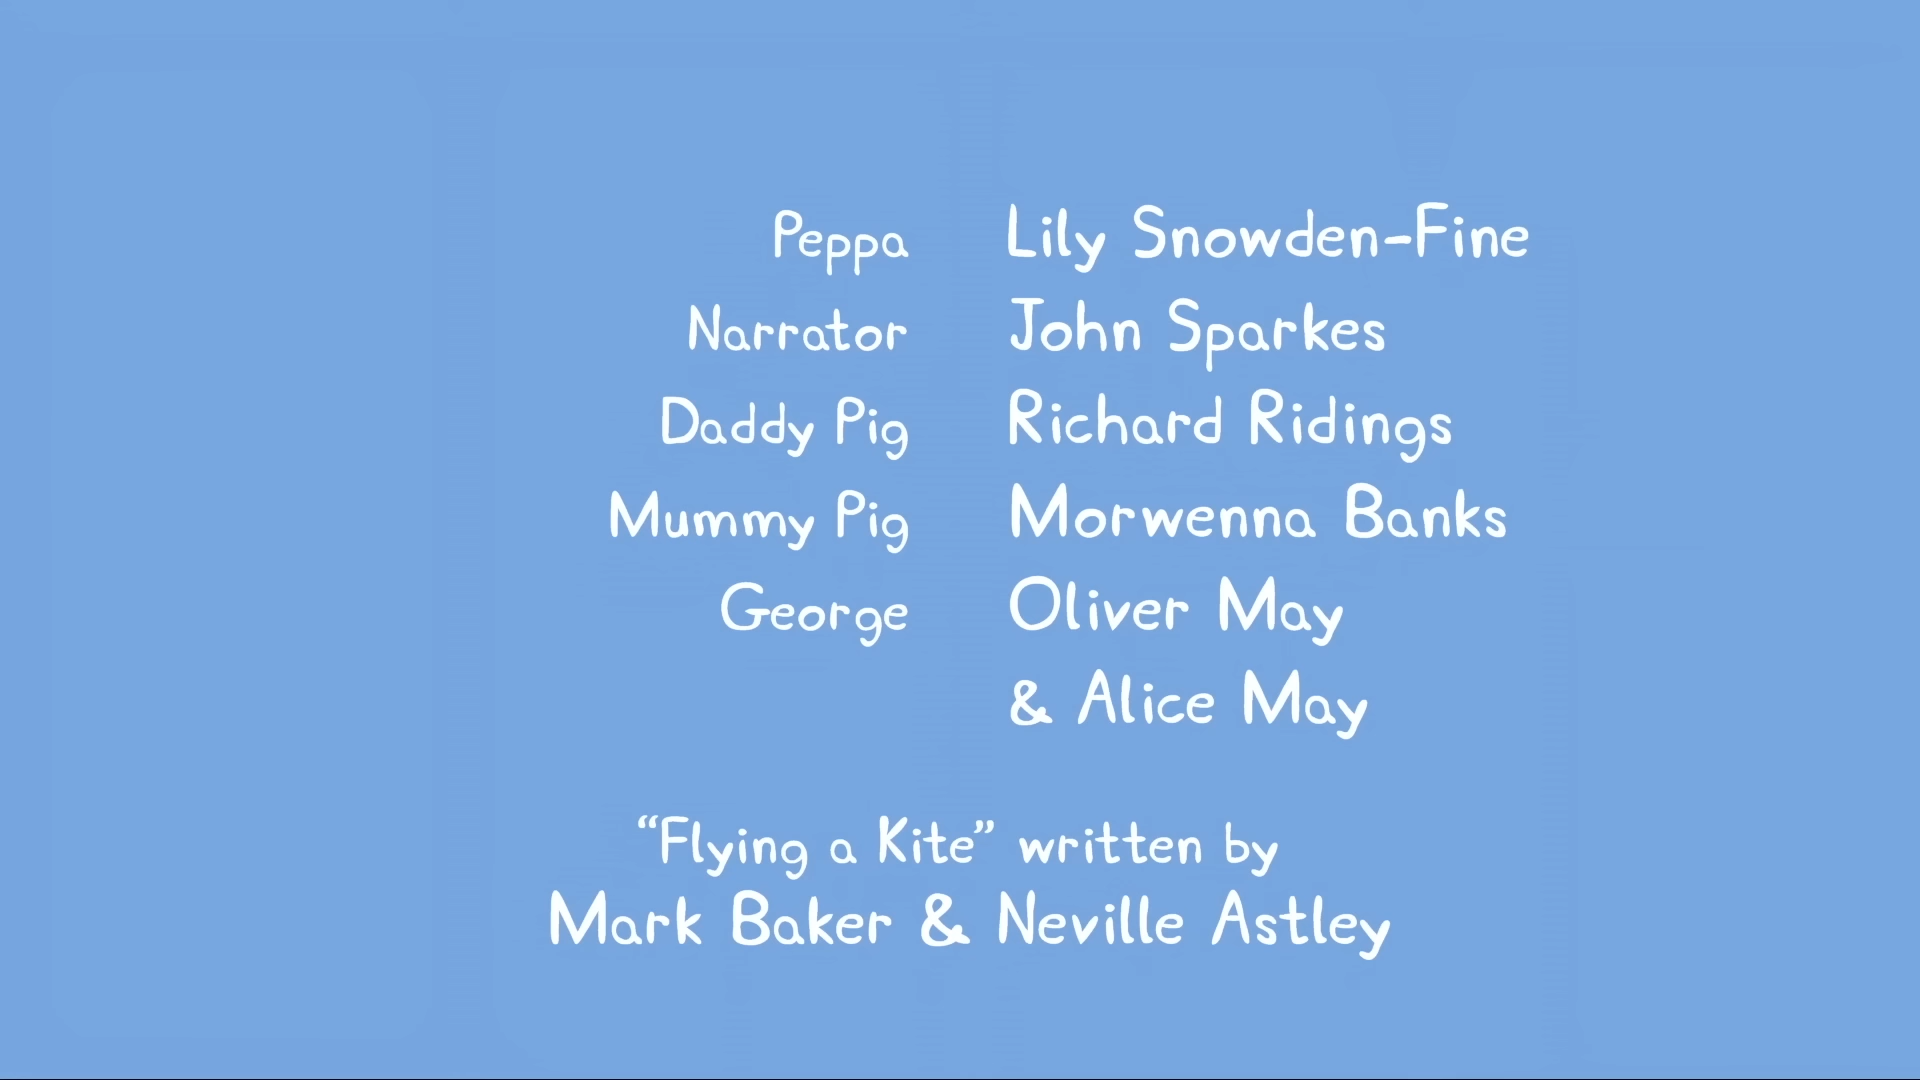 Peppa Lily Snowden-Fine
Narrator John Sparkes
Daddy Pig Richard Ridings
Mummy Pig Morwenna Banks
George Oliver May
& Alice May
“Flying a Kite” written by
Mark Baker & Neville Astley